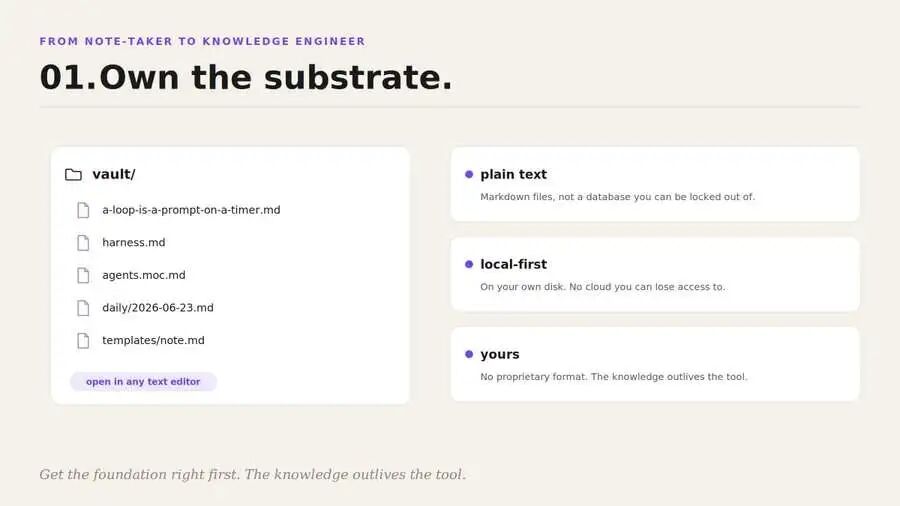 FROM NOTE-TAKER TO KNOWLEDGE ENGINEER
01.Own the substrate.
vault/
a-loop-is-a-prompt-on-a-timer.md
harness.md
agents.moc.md
daily/2026-06-23.md
templates/note.md
open in any text editor
plain text
Markdown files, not a database you can be locked out of.
local-first
On your own disk. No cloud you can lose access to.
yours
No proprietary format. The knowledge outlives the tool.
Get the foundation right first. The knowledge outlives the tool.